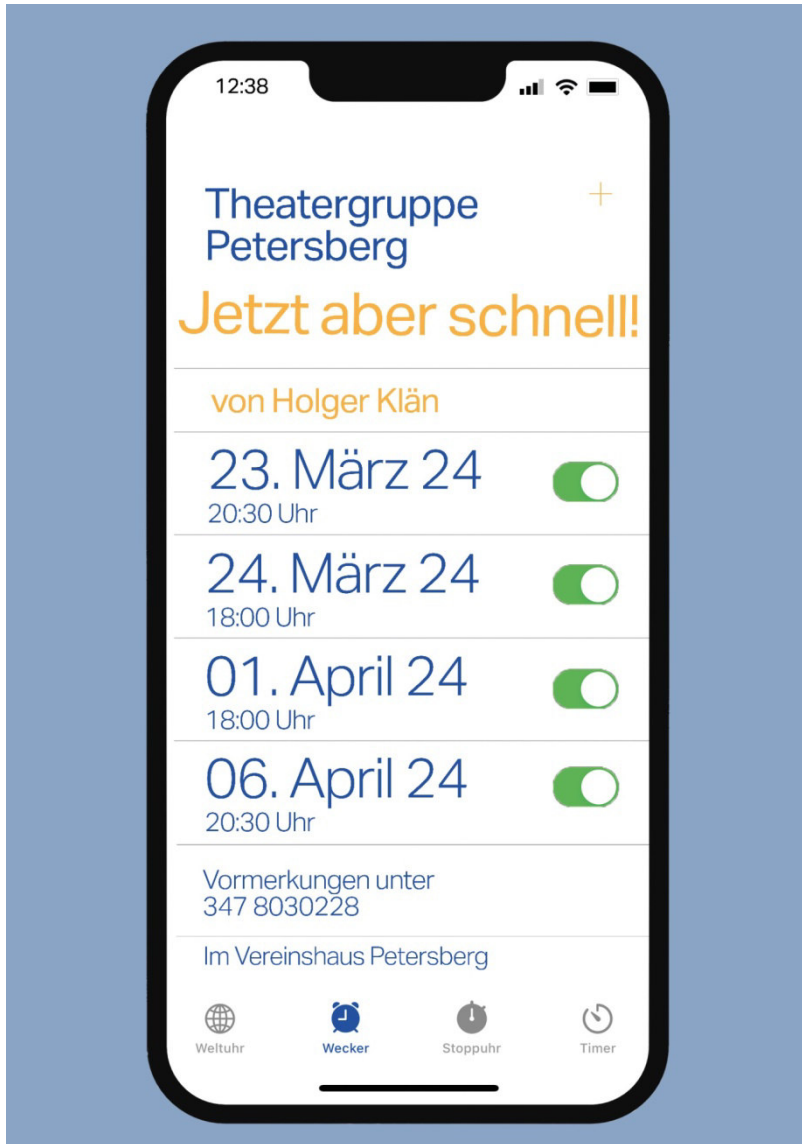 12:38
Theatergruppe
Petersberg
+
Jetzt aber schnell!
von Holger Klän
23. März 24
20:30 Uhr
24. März 24
18:00 Uhr
01. April 24
18:00 Uhr
06. April 24
20:30 Uhr
Vormerkungen unter
347 8030228
Im Vereinshaus Petersberg
Weltuhr Wecker Stoppuhr Timer